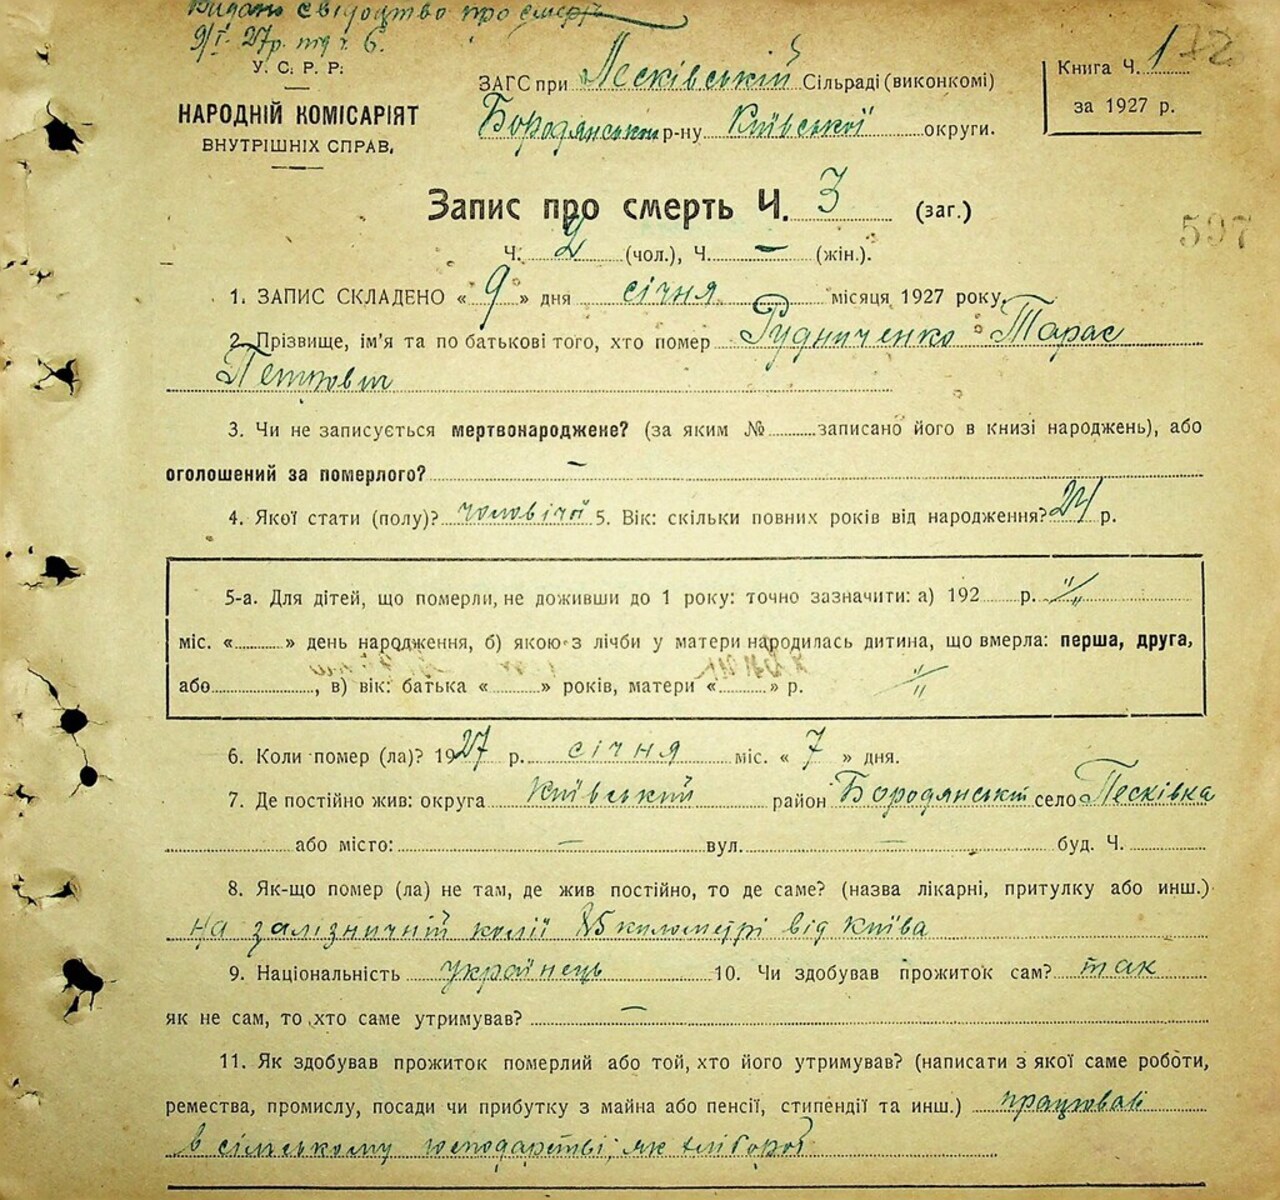 Видано свідоцтво про смерть
9/I 27р. під ч. 6.
У. С. Р. Р.
НАРОДНІЙ КОМІСАРІЯТ
ВНУТРІШНІХ СПРАВ,
ЗАГС при Песківській Сільраді (виконкомі)
Бородянськім р-ну Київської округи.
Книга Ч. 1
за 1927 р.
Запис про смерть Ч. 3 (заг.)
597
Ч. 2 (чол.), Ч. — (жін.).
1. ЗАПИС СКЛАДЕНО « 9 » дня січня місяця 1927 року.
2. Прізвище, ім'я та по батькові того, хто помер Рудниченко Тарас
Петрович
3. Чи не записується мертвонароджене? (за яким № записано його в книзі народжень), або
оголошений за померлого? —
4. Якої стати (полу)? чоловічої 5. Вік: скільки повних років від народження? р.
5-а. Для дітей, що померли, не доживши до 1 року: точно зазначити: а) 192 р. "/"
міс. « » день народження, б) якою з лічби у матери народилась дитина, що вмерла: перша, друга,
або , в) вік: батька « » років, матери « » р. "/"
6. Коли помер (ла)? 1927 р. січня міс. « 7 » дня.
7. Де постійно жив: округа Київський район Бородянській село Песківка
або місто: — вул. — буд. Ч.
8. Як-що помер (ла) не там, де жив постійно, то де саме? (назва лікарні, притулку або инш.)
на залізничній колії кілометрі від Київа
9. Національність українець 10. Чи здобував прожиток сам? так
як не сам, то хто саме утримував? —
11. Як здобував прожиток померлий або той, хто його утримував? (написати з якої саме роботи,
ремества, промислу, посади чи прибутку з майна або пенсії, стипендії та инш.) працював
в сільському господарстві, як хлібороб